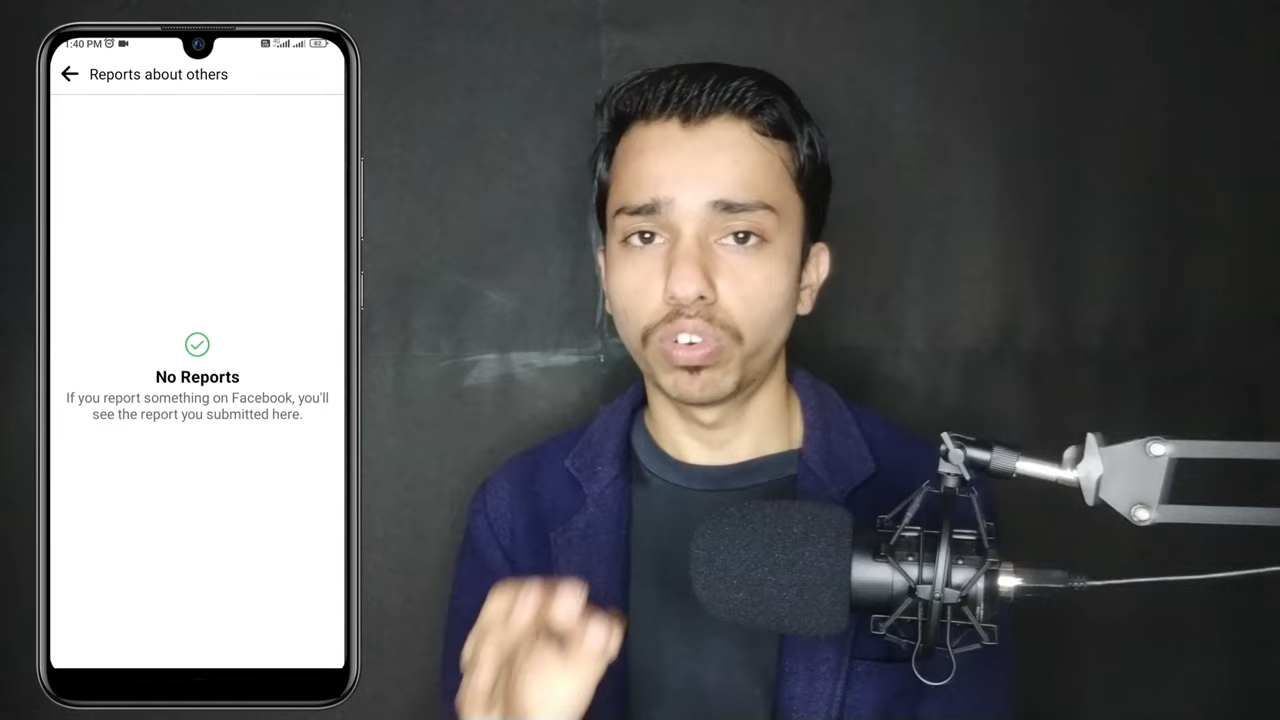 1:40 PM
82
Reports about others
No Reports
If you report something on Facebook, you'll
see the report you submitted here.